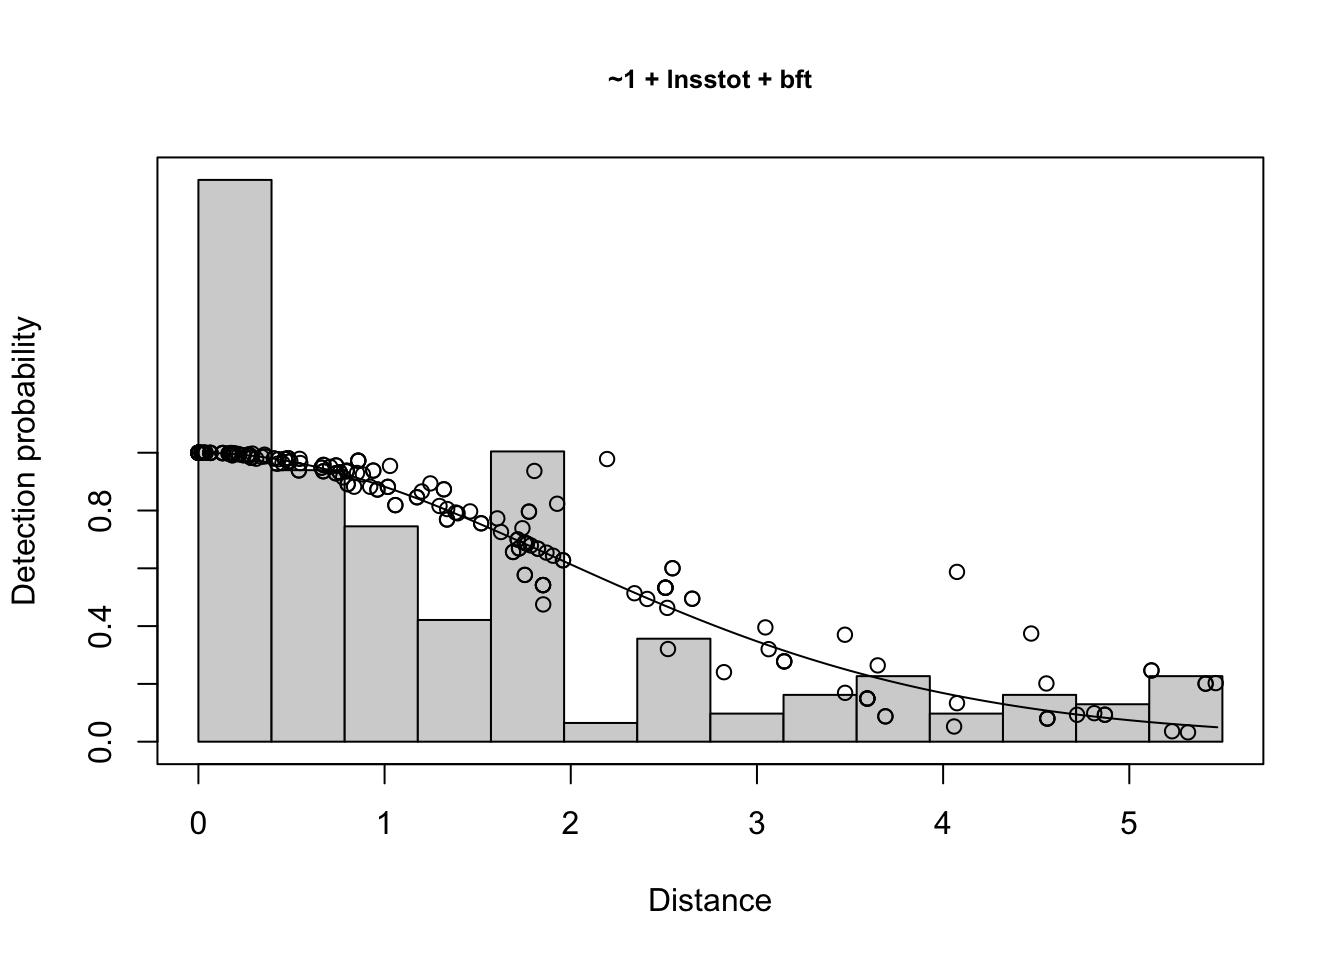 ~1 + lnsstot + bft
Detection probability
0.8
0.4
0.0
0 1 2 3 4 5
Distance